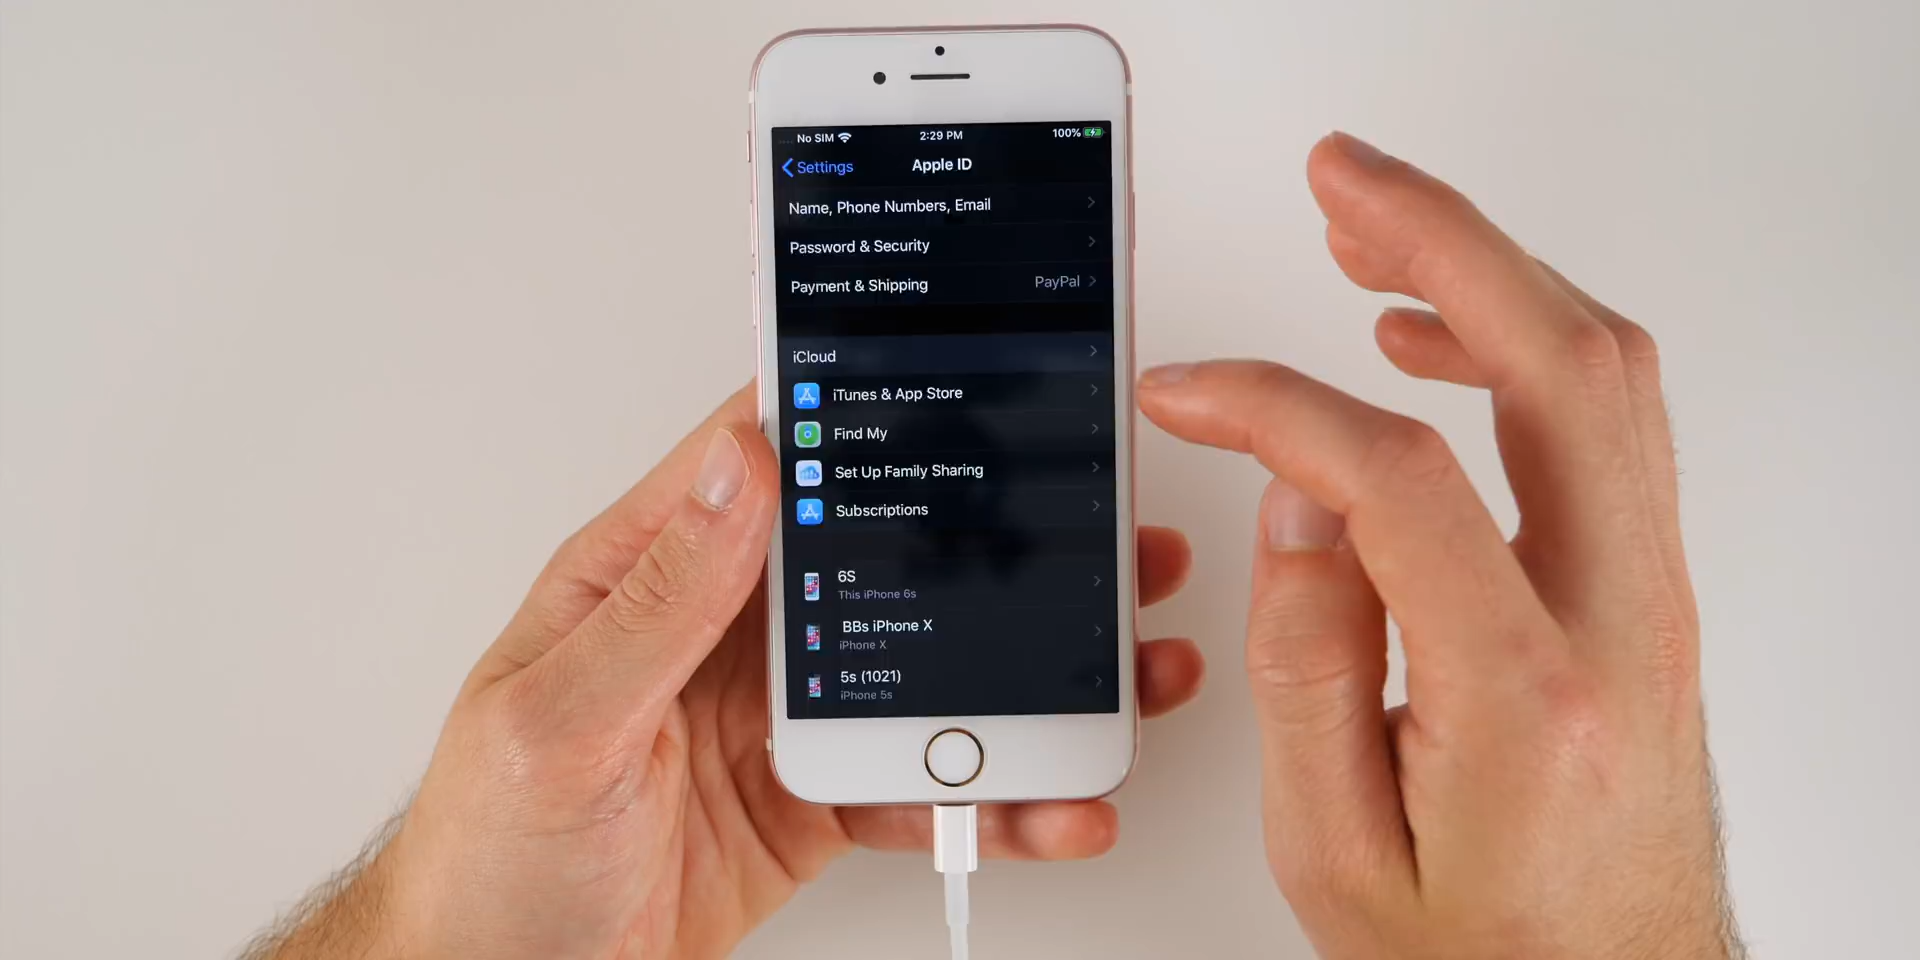 No SIM 2:29 PM 100%
Settings Apple ID
Name, Phone Numbers, Email
Password & Security
Payment & Shipping PayPal
iCloud
iTunes & App Store
Find My
Set Up Family Sharing
Subscriptions
6S
This iPhone 6s
BBs iPhone X
iPhone X
5s (1021)
iPhone 5s